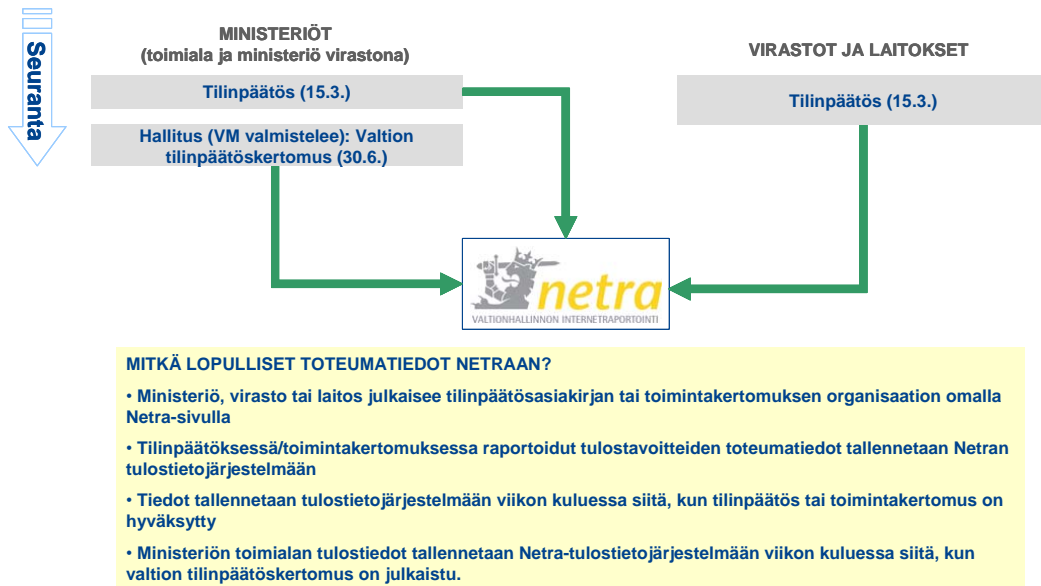 Seuranta
MINISTERIÖT
(toimiala ja ministeriö virastona)
VIRASTOT JA LAITOKSET
Tilinpäätös (15.3.)
Tilinpäätös (15.3.)
Hallitus (VM valmistelee): Valtion
tilinpäätöskertomus (30.6.)
netra
VALTIONHALLINNON INTERNETRAPORTOINTI
MITKÄ LOPULLISET TOTEUMATIEDOT NETRAAN?
• Ministeriö, virasto tai laitos julkaisee tilinpäätösasiakirjan tai toimintakertomuksen organisaation omalla
Netra-sivulla
• Tilinpäätöksessä/toimintakertomuksessa raportoidut tulostavoitteiden toteumatiedot tallennetaan Netran
tulostietojärjestelmään
• Tiedot tallennetaan tulostietojärjestelmään viikon kuluessa siitä, kun tilinpäätös tai toimintakertomus on
hyväksytty
• Ministeriön toimialan tulostiedot tallennetaan Netra-tulostietojärjestelmään viikon kuluessa siitä, kun
valtion tilinpäätöskertomus on julkaistu.